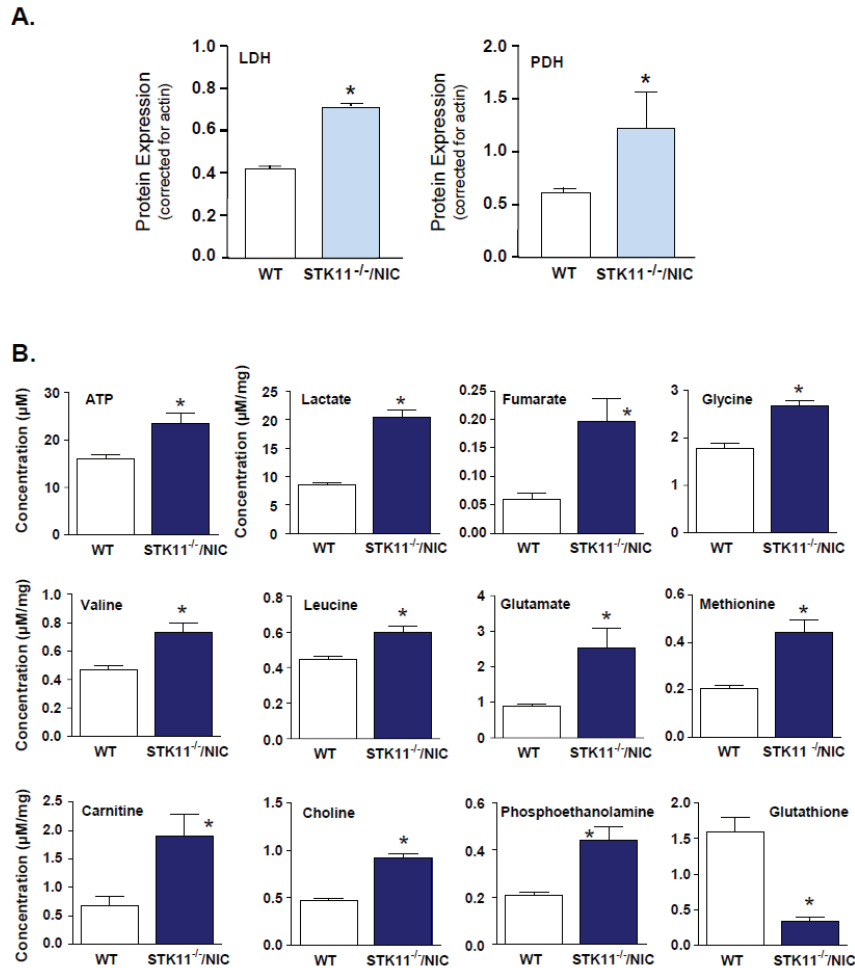 A.
LDH
PDH
Protein Expression
(corrected for actin)
1.0
0.8
0.6
0.4
0.2
0.0
*
WT
STK11-/-/NIC
Protein Expression
(corrected for actin)
2.0
1.5
1.0
0.5
0.0
*
WT
STK11-/-/NIC
B.
Concentration (µM)
30
20
10
0
ATP
*
WT
STK11-/-/NIC
Concentration (µM/mg)
25
20
15
10
5
0
Lactate
*
WT
STK11-/-/NIC
0.25
0.20
0.15
0.10
0.05
0.00
Fumarate
*
WT
STK11-/-/NIC
3
2
1
0
Glycine
*
WT
STK11-/-/NIC
Concentration (µM/mg)
1.0
0.8
0.6
0.4
0.2
0.0
Valine
*
WT
STK11-/-/NIC
0.8
0.6
0.4
0.2
0.0
Leucine
*
WT
STK11-/-/NIC
4
3
2
1
0
Glutamate
*
WT
STK11-/-/NIC
0.6
0.4
0.2
0.0
Methionine
*
WT
STK11 -/-/NIC
Concentration (µM/mg)
2.5
2.0
1.5
1.0
0.5
0.0
Carnitine
*
WT
STK11-/-/NIC
1.5
1.0
0.5
0.0
Choline
*
WT
STK11-/-/NIC
0.6
0.4
0.2
0.0
Phosphoethanolamine
*
WT
STK11-/-/NIC
2.0
1.5
1.0
0.5
0.0
Glutathione
*
WT
STK11-/-/NIC